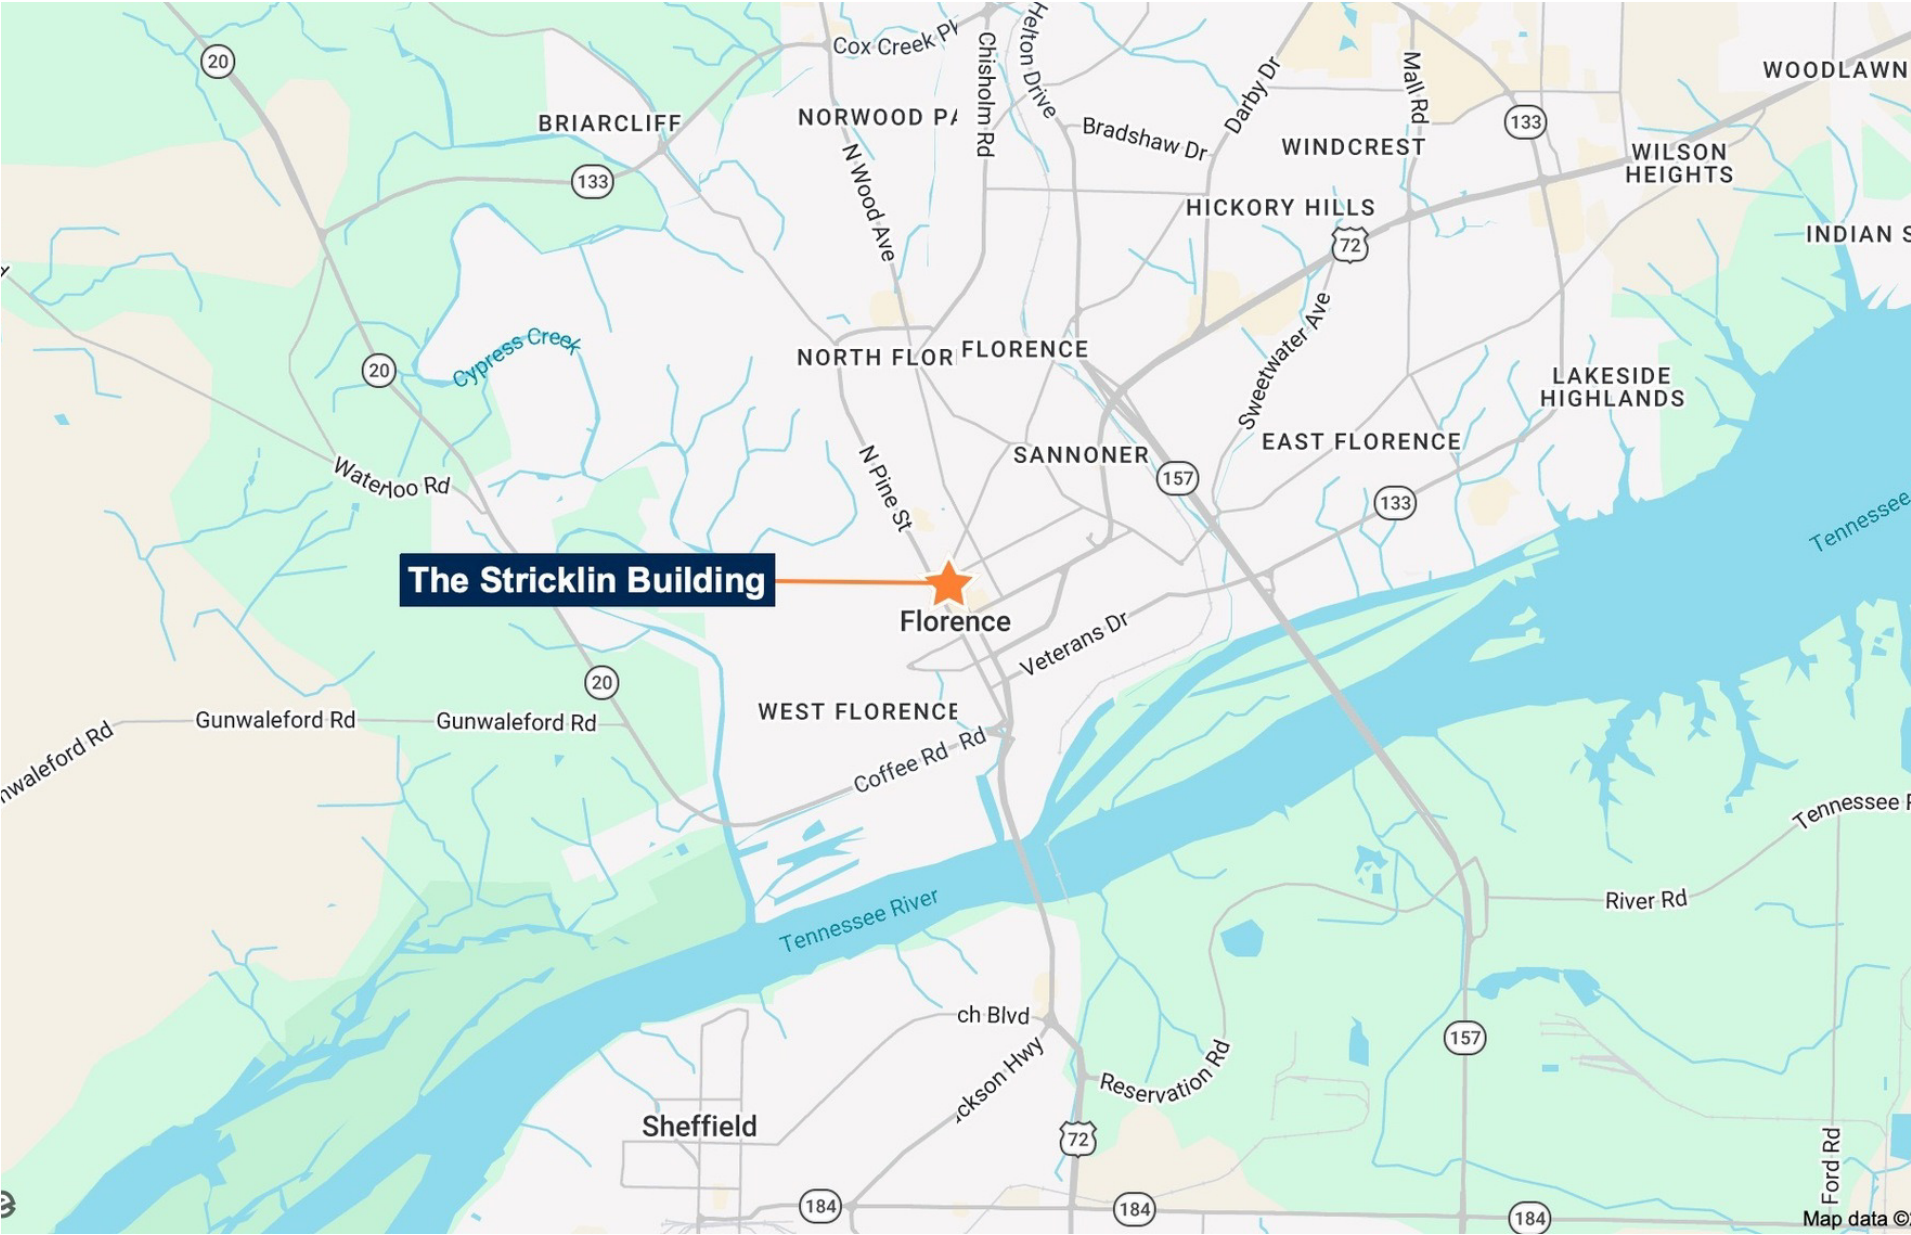 Cox Creek Pk
Chisholm Rd
Helton Drive
Darby Dr
Mall Rd
WOODLAWN
20
BRIARCLIFF
NORWOOD PA
Bradshaw Dr
WINDCREST
133
WILSON
HEIGHTS
133
N Wood Ave
HICKORY HILLS
72
INDIAN S
Cypress Creek
NORTH FLOR
FLORENCE
Sweetwater Ave
20
LAKESIDE
HIGHLANDS
EAST FLORENCE
SANNONER
Waterloo Rd
N Pine St
157
133
Tennessee
The Stricklin Building
Florence
Veterans Dr
20
WEST FLORENCE
Gunwaleford Rd
Gunwaleford Rd
nwaleford Rd
Coffee Rd
Rd
Tennessee R
River Rd
Tennessee River
ch Blvd
ckson Hwy
157
Reservation Rd
Sheffield
72
Ford Rd
184
184
184
Map data ©